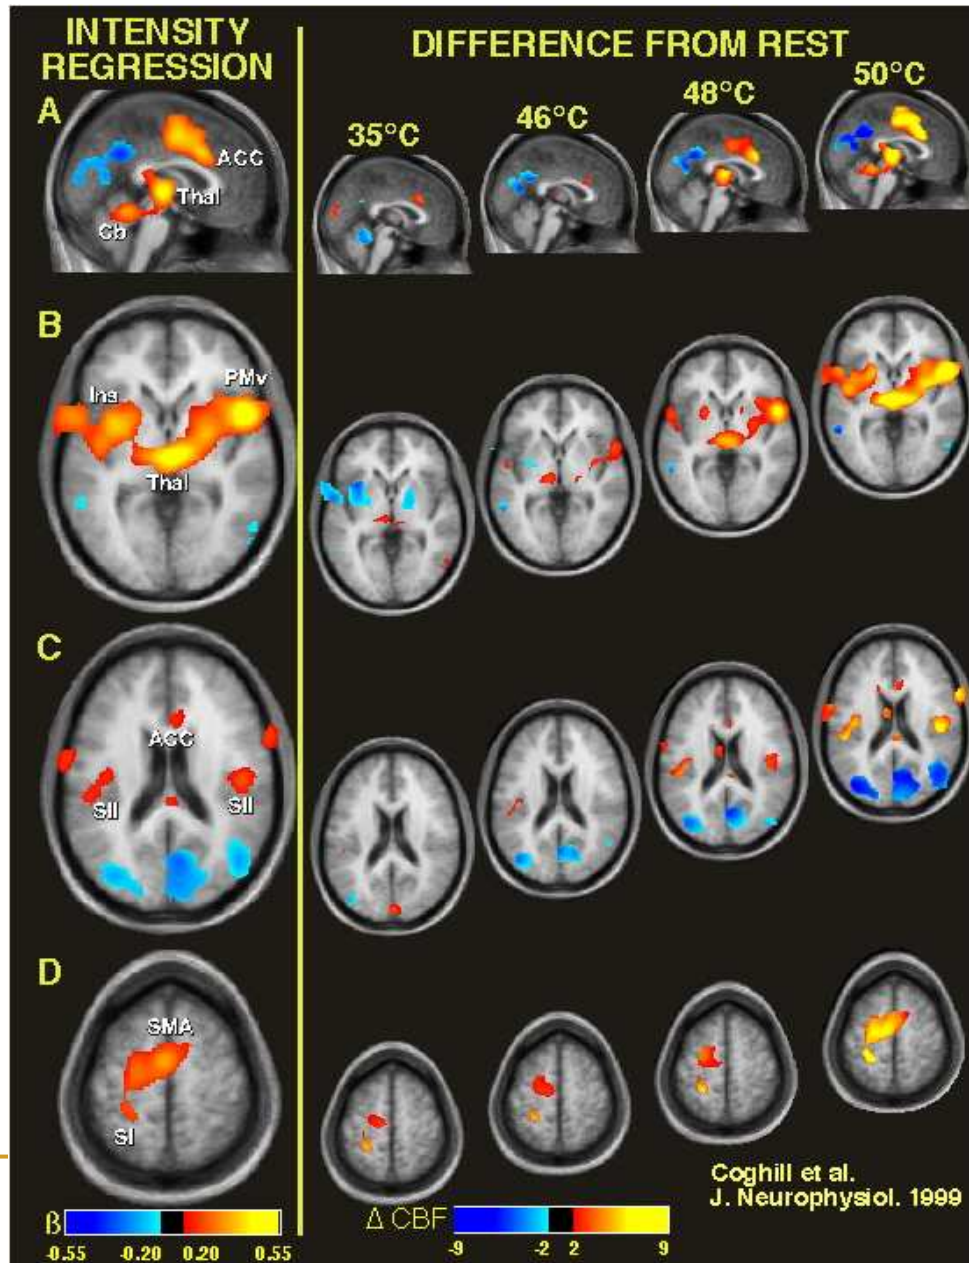 INTENSITY
REGRESSION
DIFFERENCE FROM REST
35°C
46°C
48°C
50°C
A
ACC
Thal
Cb
B
Ins
PMv
Thal
C
ACC
SII
SII
D
SMA
SI
Coghill et al.
J. Neurophysiol. 1999
ß
-0.55 -0.20 0.20 0.55
Δ CBF
-9 -2 2 9